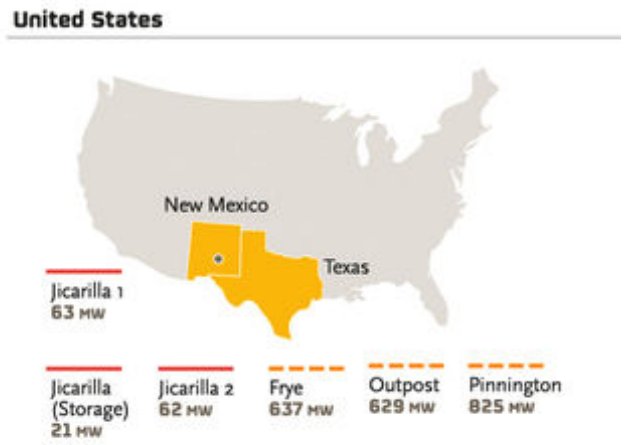 United States
New Mexico
Texas
Jicarilla 1
63 MW
Jicarilla
(Storage)
21 MW
Jicarilla 2
62 MW
Frye
637 MW
Outpost
629 MW
Pinnington
825 MW